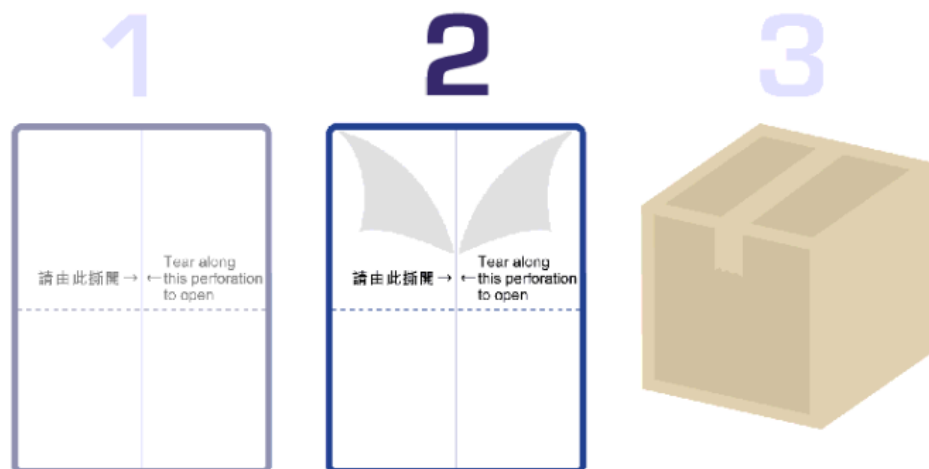 1
2
3
請由此撕開→
←Tear along
this perforation
to open
請由此撕開→
←Tear along
this perforation
to open